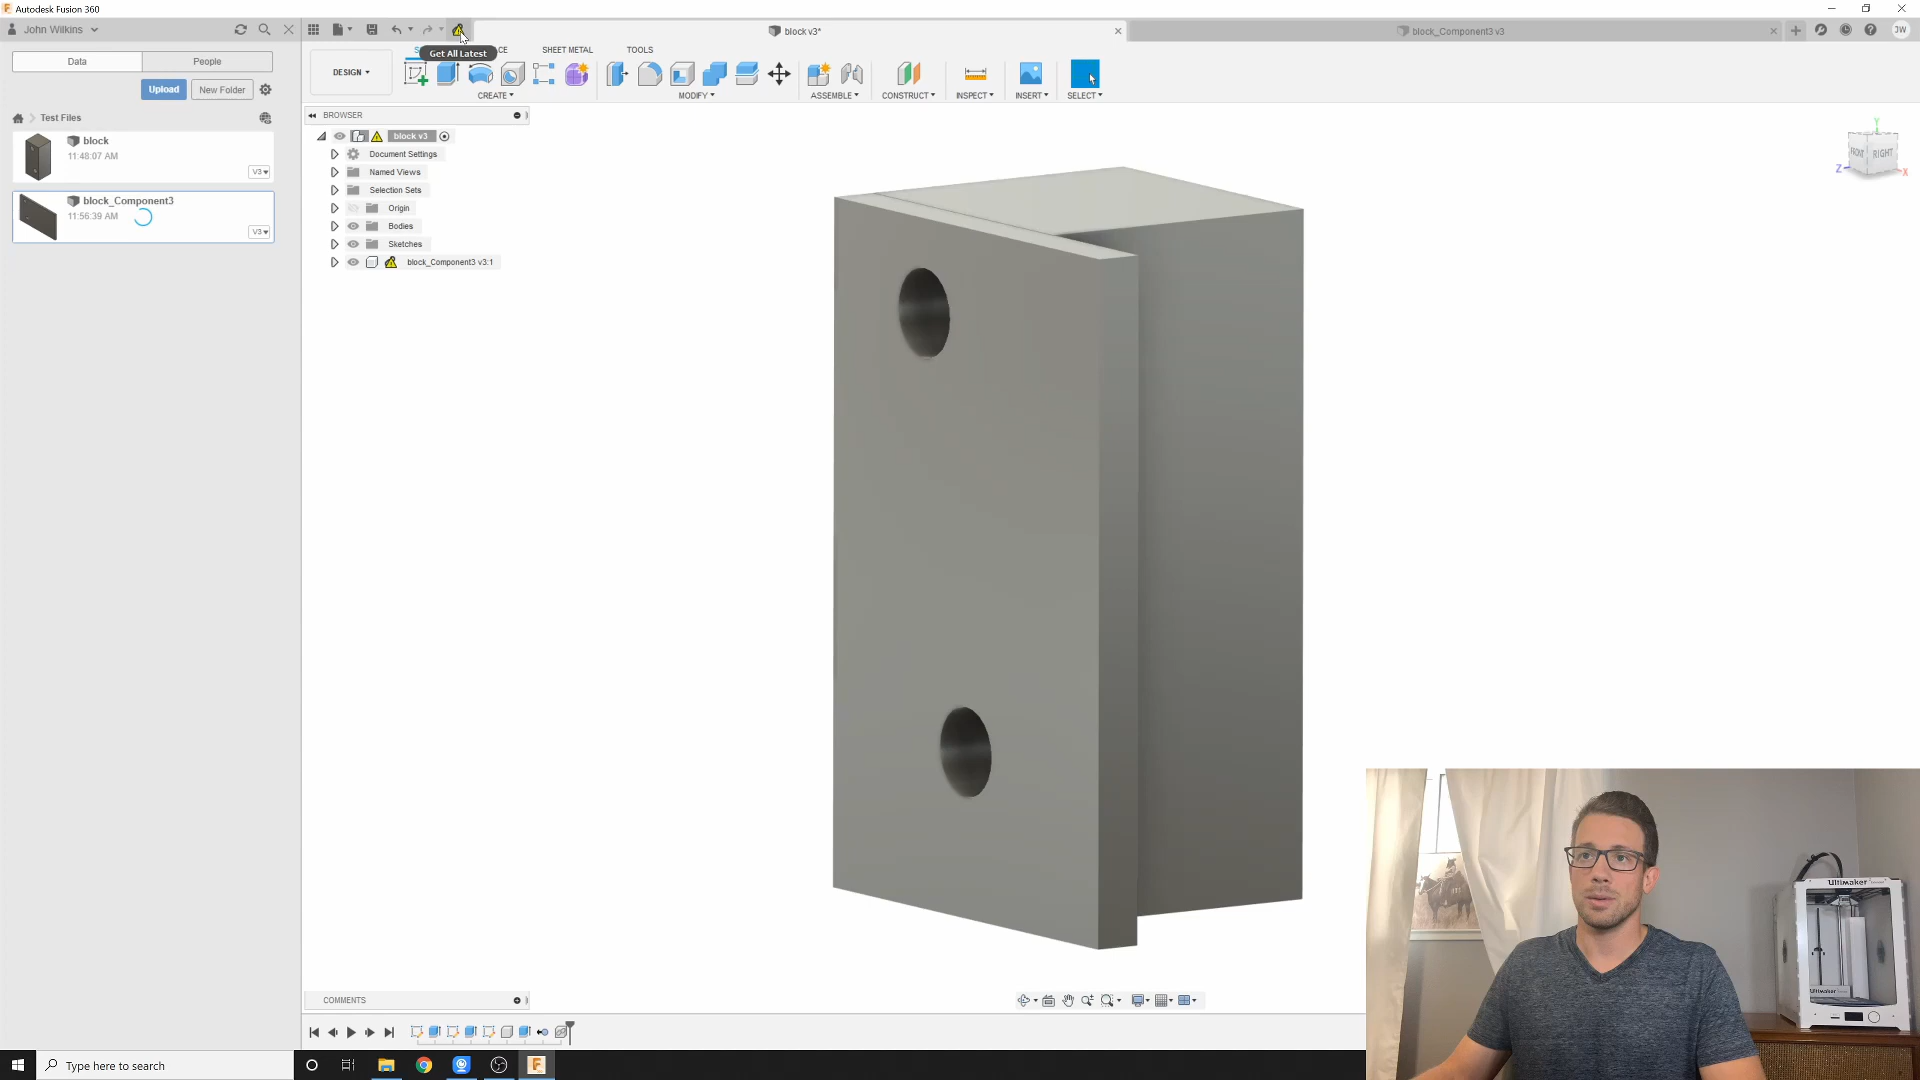 Autodesk Fusion 360
John Wilkins
block v3*
block_Component3 v3
JW
Get All Latest
SHEET METAL
TOOLS
Data
People
DESIGN
CREATE
MODIFY
ASSEMBLE
CONSTRUCT
INSPECT
INSERT
SELECT
Upload
New Folder
BROWSER
Test Files
block
11:48:07 AM
V3
block_Component3
11:56:39 AM
V3
block v3
Document Settings
Named Views
Selection Sets
Origin
Bodies
Sketches
block_Component3 v3:1
Y
FRONT
RIGHT
Z
X
COMMENTS
Ultimaker
Ultimaker
Type here to search